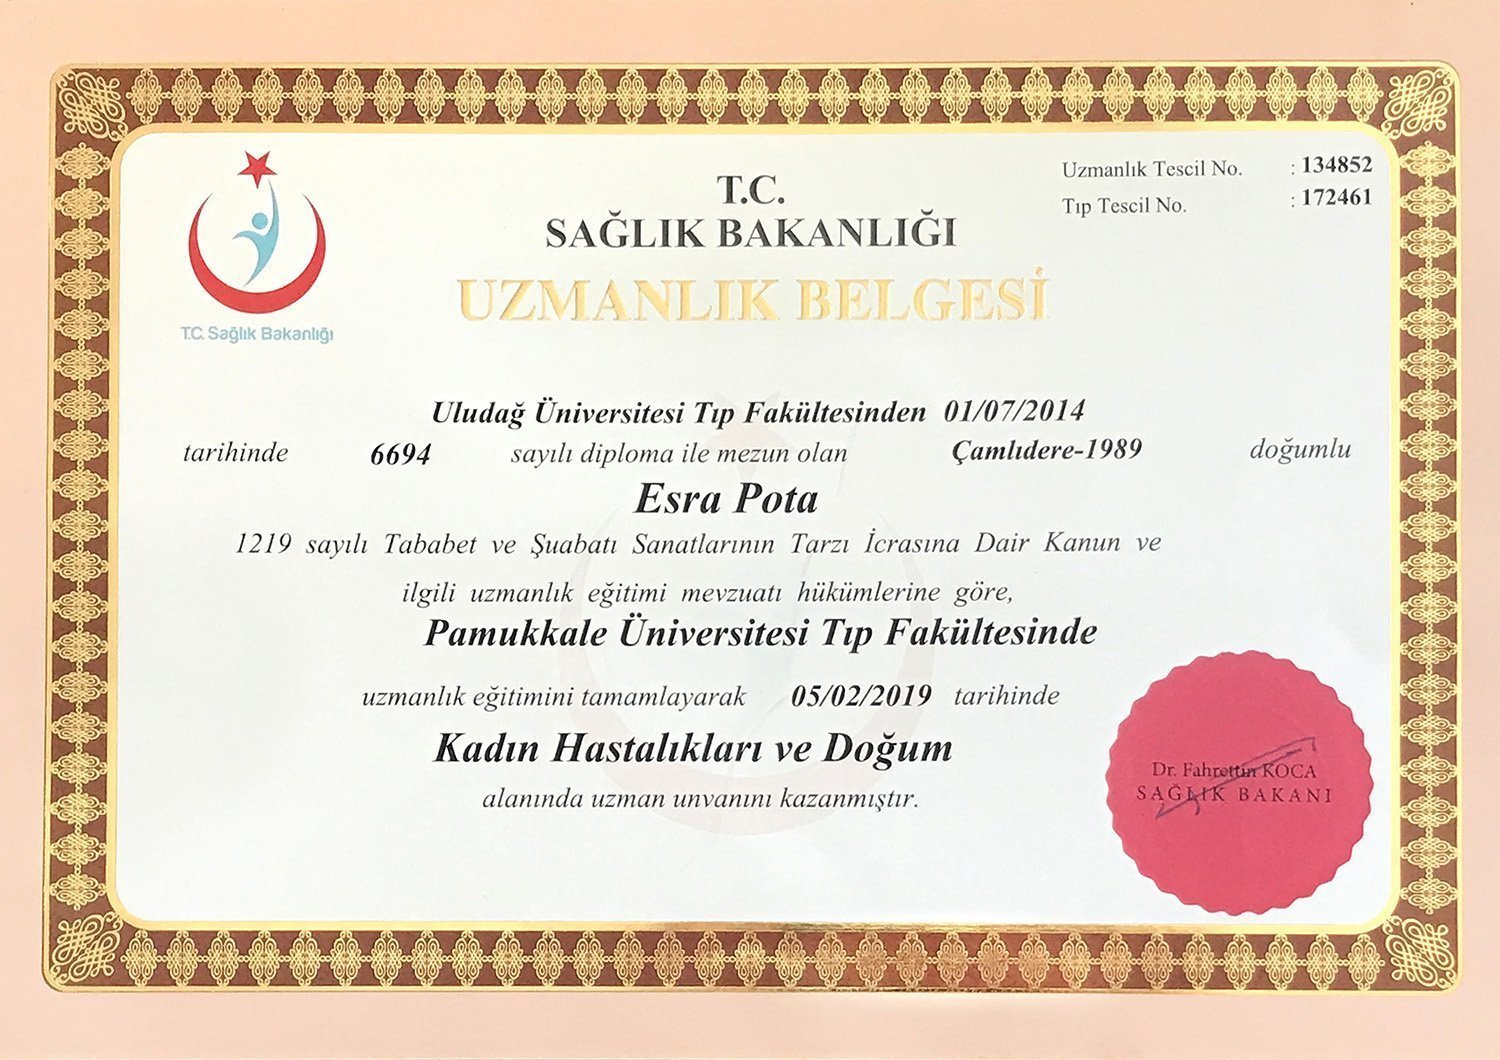 T.C. Sağlık Bakanlığı
T.C.
SAĞLIK BAKANLIĞI
UZMANLIK BELGESİ
Uzmanlık Tescil No. : 134852
Tıp Tescil No. : 172461
Uludağ Üniversitesi Tıp Fakültesinden 01/07/2014
tarihinde 6694 sayılı diploma ile mezun olan Çamlıdere-1989 doğumlu
Esra Pota
1219 sayılı Tababet ve Şuabatı Sanatlarının Tarzı İcrasına Dair Kanun ve
ilgili uzmanlık eğitimi mevzuatı hükümlerine göre,
Pamukkale Üniversitesi Tıp Fakültesinde
uzmanlık eğitimini tamamlayarak 05/02/2019 tarihinde
Kadın Hastalıkları ve Doğum
alanında uzman unvanını kazanmıştır.
Dr. Fahrettin KOCA
SAĞLIK BAKANI